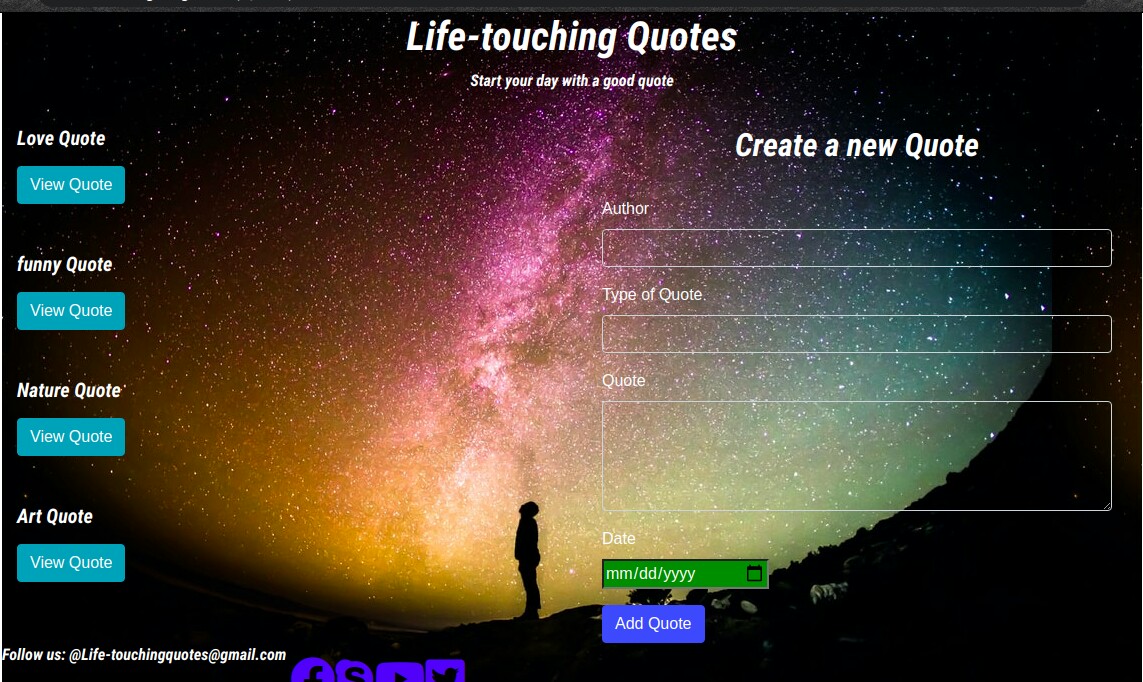 Life-touching Quotes
Start your day with a good quote
Love Quote
View Quote
funny Quote
View Quote
Nature Quote
View Quote
Art Quote
View Quote
Create a new Quote
Author
Type of Quote
Quote
Date
mm/dd/yyyy
Add Quote
Follow us: @Life-touchingquotes@gmail.com